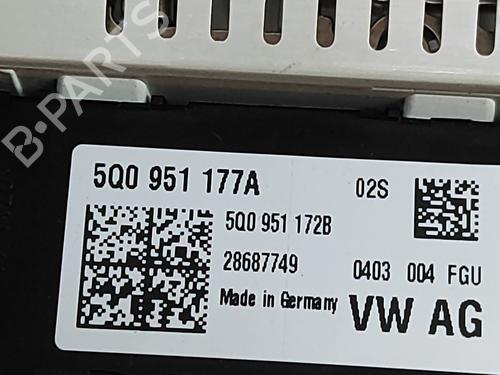 B-PARTS
5Q0 951 177A 02S
5Q0 951 172B
28687749 0403 004 FGU
Made in Germany VW AG